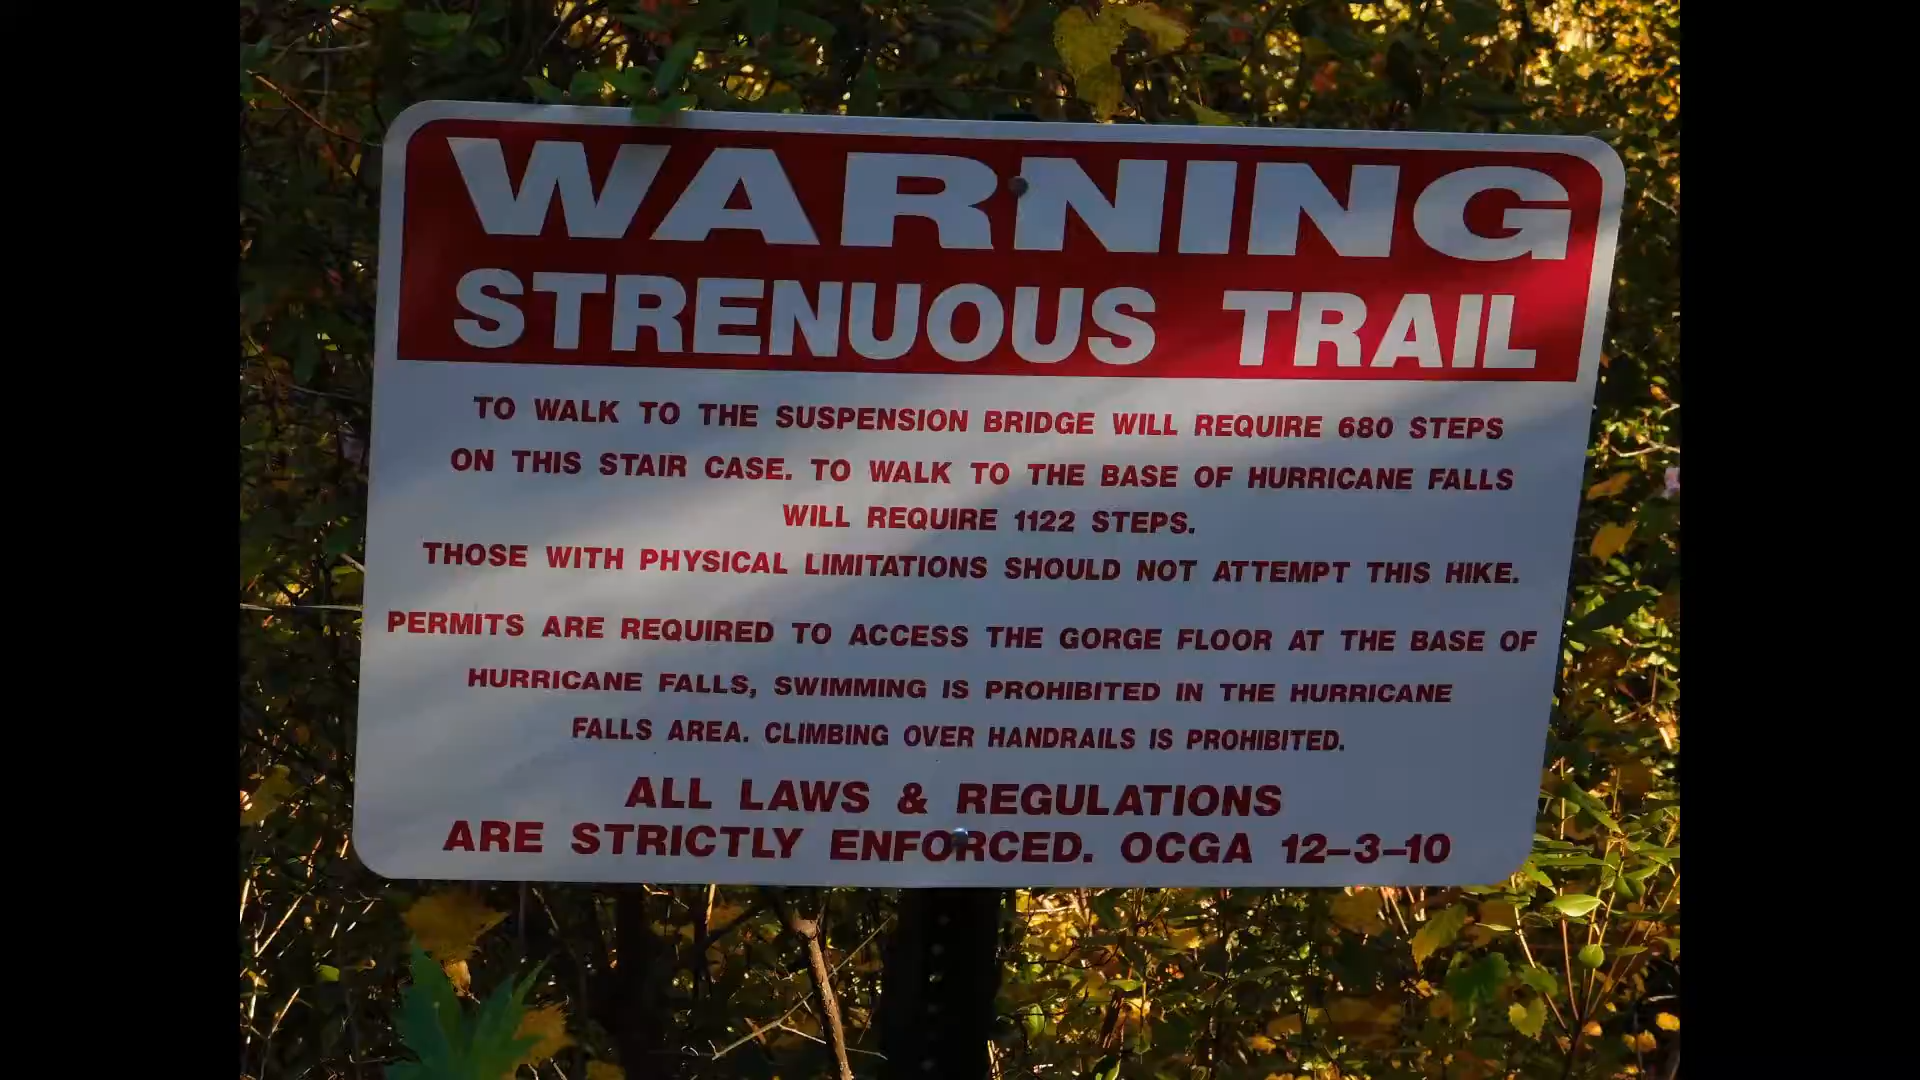 WARNING
STRENUOUS TRAIL
TO WALK TO THE SUSPENSION BRIDGE WILL REQUIRE 680 STEPS
ON THIS STAIR CASE. TO WALK TO THE BASE OF HURRICANE FALLS
WILL REQUIRE 1122 STEPS.
THOSE WITH PHYSICAL LIMITATIONS SHOULD NOT ATTEMPT THIS HIKE.
PERMITS ARE REQUIRED TO ACCESS THE GORGE FLOOR AT THE BASE OF
HURRICANE FALLS, SWIMMING IS PROHIBITED IN THE HURRICANE
FALLS AREA. CLIMBING OVER HANDRAILS IS PROHIBITED.
ALL LAWS & REGULATIONS
ARE STRICTLY ENFORCED. OCGA 12-3-10